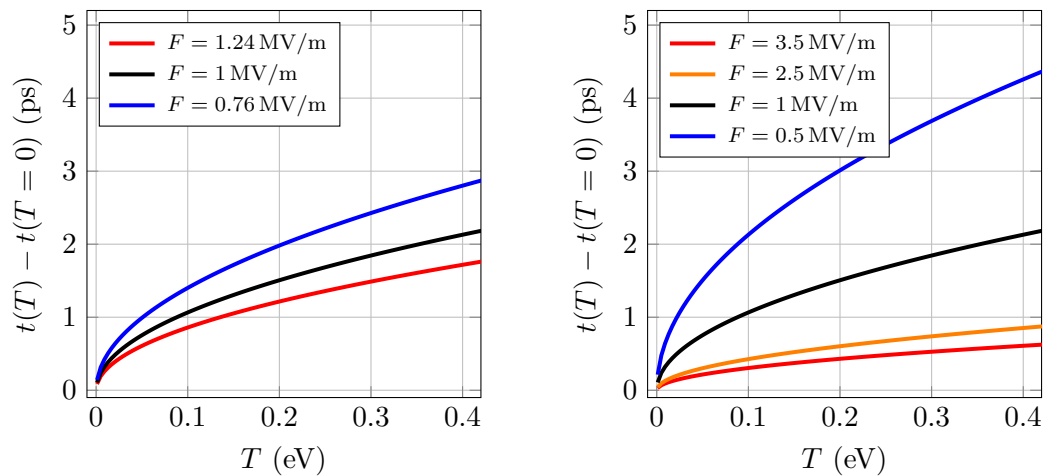 t(T) − t(T = 0) (ps)
5
4
3
2
1
0
F = 1.24 MV/m
F = 1 MV/m
F = 0.76 MV/m
0 0.1 0.2 0.3 0.4
T (eV)
t(T) − t(T = 0) (ps)
5
4
3
2
1
0
F = 3.5 MV/m
F = 2.5 MV/m
F = 1 MV/m
F = 0.5 MV/m
0 0.1 0.2 0.3 0.4
T (eV)